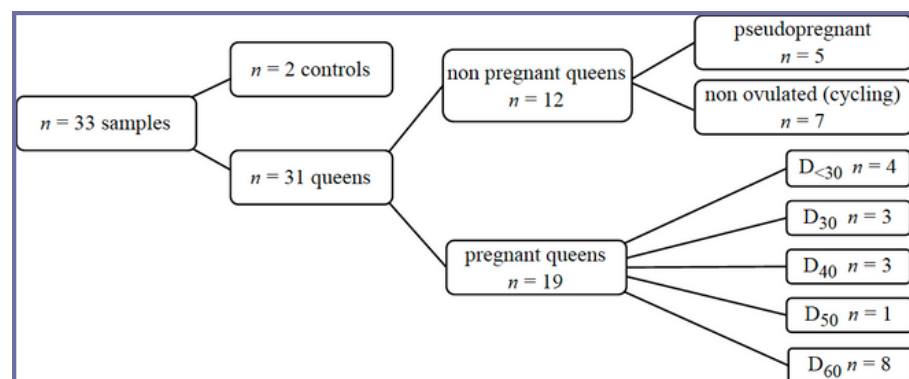 n = 33 samples
n = 2 controls
n = 31 queens
non pregnant queens
n = 12
pregnant queens
n = 19
pseudopregnant
n = 5
non ovulated (cycling)
n = 7
D<30 n = 4
D30 n = 3
D40 n = 3
D50 n = 1
D60 n = 8